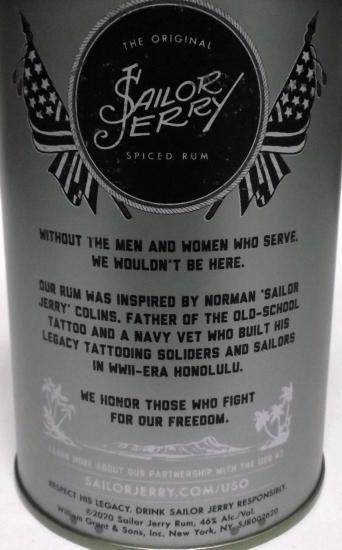 THE ORIGINAL
SAILOR
JERRY
SPICED RUM
WITHOUT THE MEN AND WOMEN WHO SERVE,
WE WOULDN'T BE HERE.
OUR RUM WAS INSPIRED BY NORMAN 'SAILOR
JERRY' COLINS, FATHER OF THE OLD-SCHOOL
TATTOO AND A NAVY VET WHO BUILT HIS
LEGACY TATTOOING SOLIDERS AND SAILORS
IN WWII-ERA HONOLULU.
WE HONOR THOSE WHO FIGHT
FOR OUR FREEDOM.
LEARN MORE ABOUT OUR PARTNERSHIP WITH THE USO AT
SAILORJERRY.COM/USO
RESPECT HIS LEGACY, DRINK SAILOR JERRY RESPONSIBLY.
©2020 Sailor Jerry Rum, 46% Alc./Vol.
William Grant & Sons, Inc. New York, NY. SJR002620